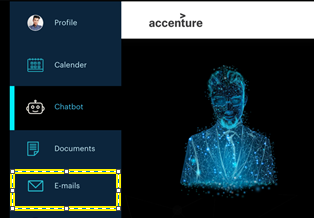 Profile
Calender
Chatbot
Documents
E-mails
accenture